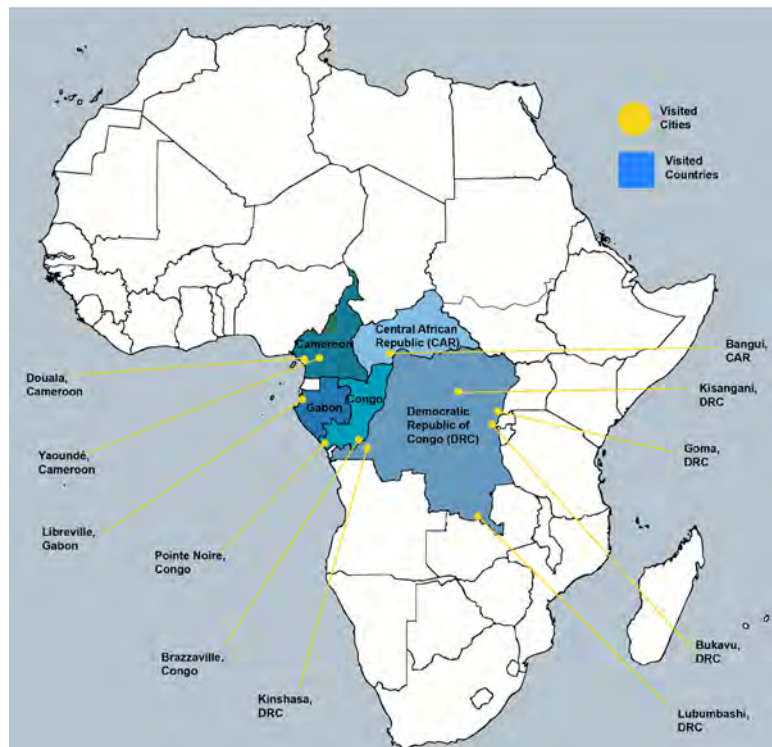 Visited
Cities
Visited
Countries
Central African
Republic (CAR)
Cameroon
Bangui,
CAR
Douala,
Cameroon
Kisangani,
DRC
Gabon
Congo
Democratic
Republic of
Congo (DRC)
Goma,
DRC
Yaoundé,
Cameroon
Libreville,
Gabon
Pointe Noire,
Congo
Bukavu,
DRC
Brazzaville,
Congo
Kinshasa,
DRC
Lubumbashi,
DRC